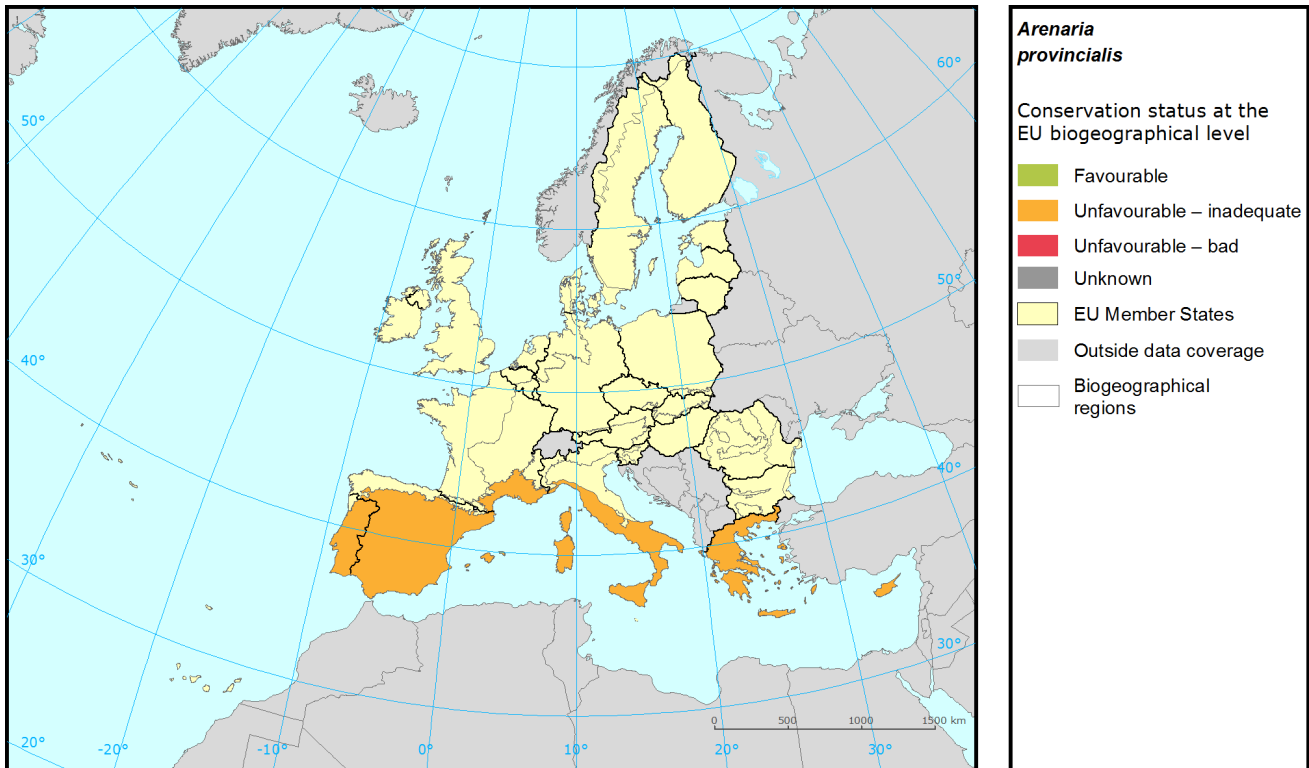 Arenaria
provincialis
Conservation status at the
EU biogeographical level
Favourable
Unfavourable – inadequate
Unfavourable – bad
Unknown
EU Member States
Outside data coverage
Biogeographical
regions
60°
50°
50°
40°
40°
30°
30°
20°
-20°
-10°
0°
10°
20°
30°
0 500 1000 1500 km